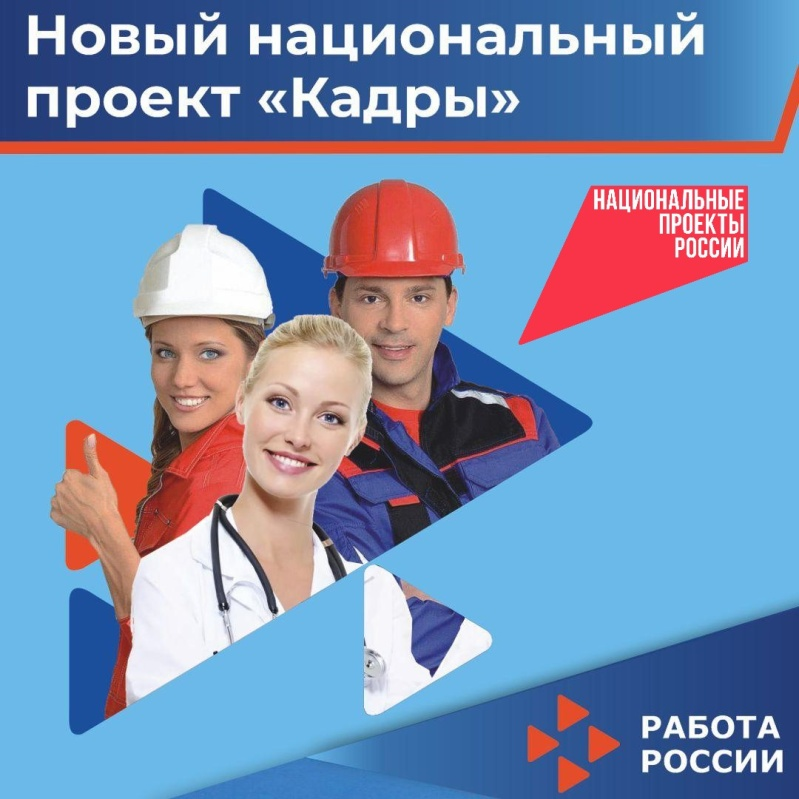 Новый национальный
проект «Кадры»
НАЦИОНАЛЬНЫЕ
ПРОЕКТЫ
РОССИИ
РАБОТА
РОССИИ